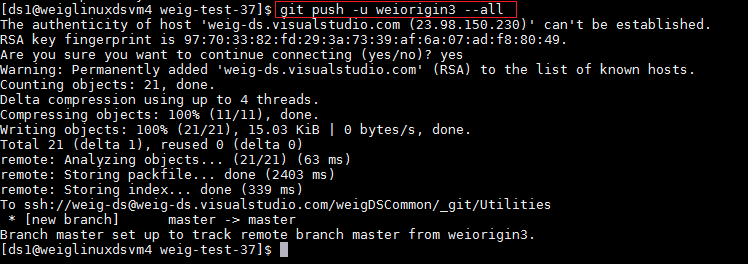 [ds1@weiglinuxdsvm4 weig-test-37]$ git push -u weiorigin3 --all
The authenticity of host 'weig-ds.visualstudio.com (23.98.150.230)' can't be established.
RSA key fingerprint is 97:70:33:82:fd:29:3a:73:39:af:6a:07:ad:f8:80:49.
Are you sure you want to continue connecting (yes/no)? yes
Warning: Permanently added 'weig-ds.visualstudio.com' (RSA) to the list of known hosts.
Counting objects: 21, done.
Delta compression using up to 4 threads.
Compressing objects: 100% (11/11), done.
Writing objects: 100% (21/21), 15.03 KiB | 0 bytes/s, done.
Total 21 (delta 1), reused 0 (delta 0)
remote: Analyzing objects... (21/21) (63 ms)
remote: Storing packfile... done (2403 ms)
remote: Storing index... done (339 ms)
To ssh://weig-ds@weig-ds.visualstudio.com/weigDSCommon/_git/Utilities
 * [new branch]      master -> master
Branch master set up to track remote branch master from weiorigin3.
[ds1@weiglinuxdsvm4 weig-test-37]$